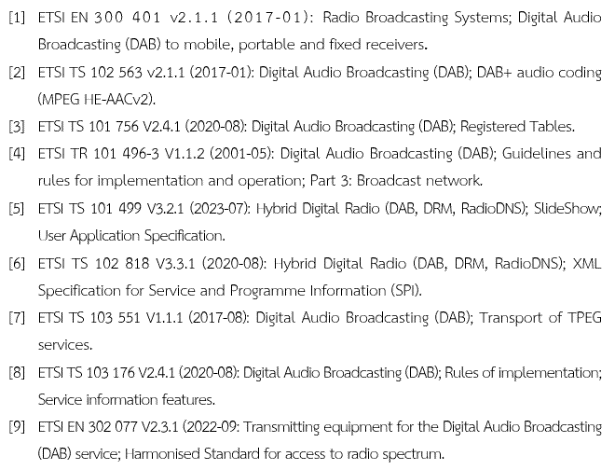 [1] ETSI EN 300 401 v2.1.1 (2017-01): Radio Broadcasting Systems; Digital Audio
Broadcasting (DAB) to mobile, portable and fixed receivers.
[2] ETSI TS 102 563 v2.1.1 (2017-01): Digital Audio Broadcasting (DAB); DAB+ audio coding
(MPEG HE-AACv2).
[3] ETSI TS 101 756 V2.4.1 (2020-08): Digital Audio Broadcasting (DAB); Registered Tables.
[4] ETSI TR 101 496-3 V1.1.2 (2001-05): Digital Audio Broadcasting (DAB); Guidelines and
rules for implementation and operation; Part 3: Broadcast network.
[5] ETSI TS 101 499 V3.2.1 (2023-07): Hybrid Digital Radio (DAB, DRM, RadioDNS); SlideShow;
User Application Specification.
[6] ETSI TS 102 818 V3.3.1 (2020-08): Hybrid Digital Radio (DAB, DRM, RadioDNS); XML
Specification for Service and Programme Information (SPI).
[7] ETSI TS 103 551 V1.1.1 (2017-08): Digital Audio Broadcasting (DAB); Transport of TPEG
services.
[8] ETSI TS 103 176 V2.4.1 (2020-08): Digital Audio Broadcasting (DAB); Rules of implementation;
Service information features.
[9] ETSI EN 302 077 V2.3.1 (2022-09: Transmitting equipment for the Digital Audio Broadcasting
(DAB) service; Harmonised Standard for access to radio spectrum.